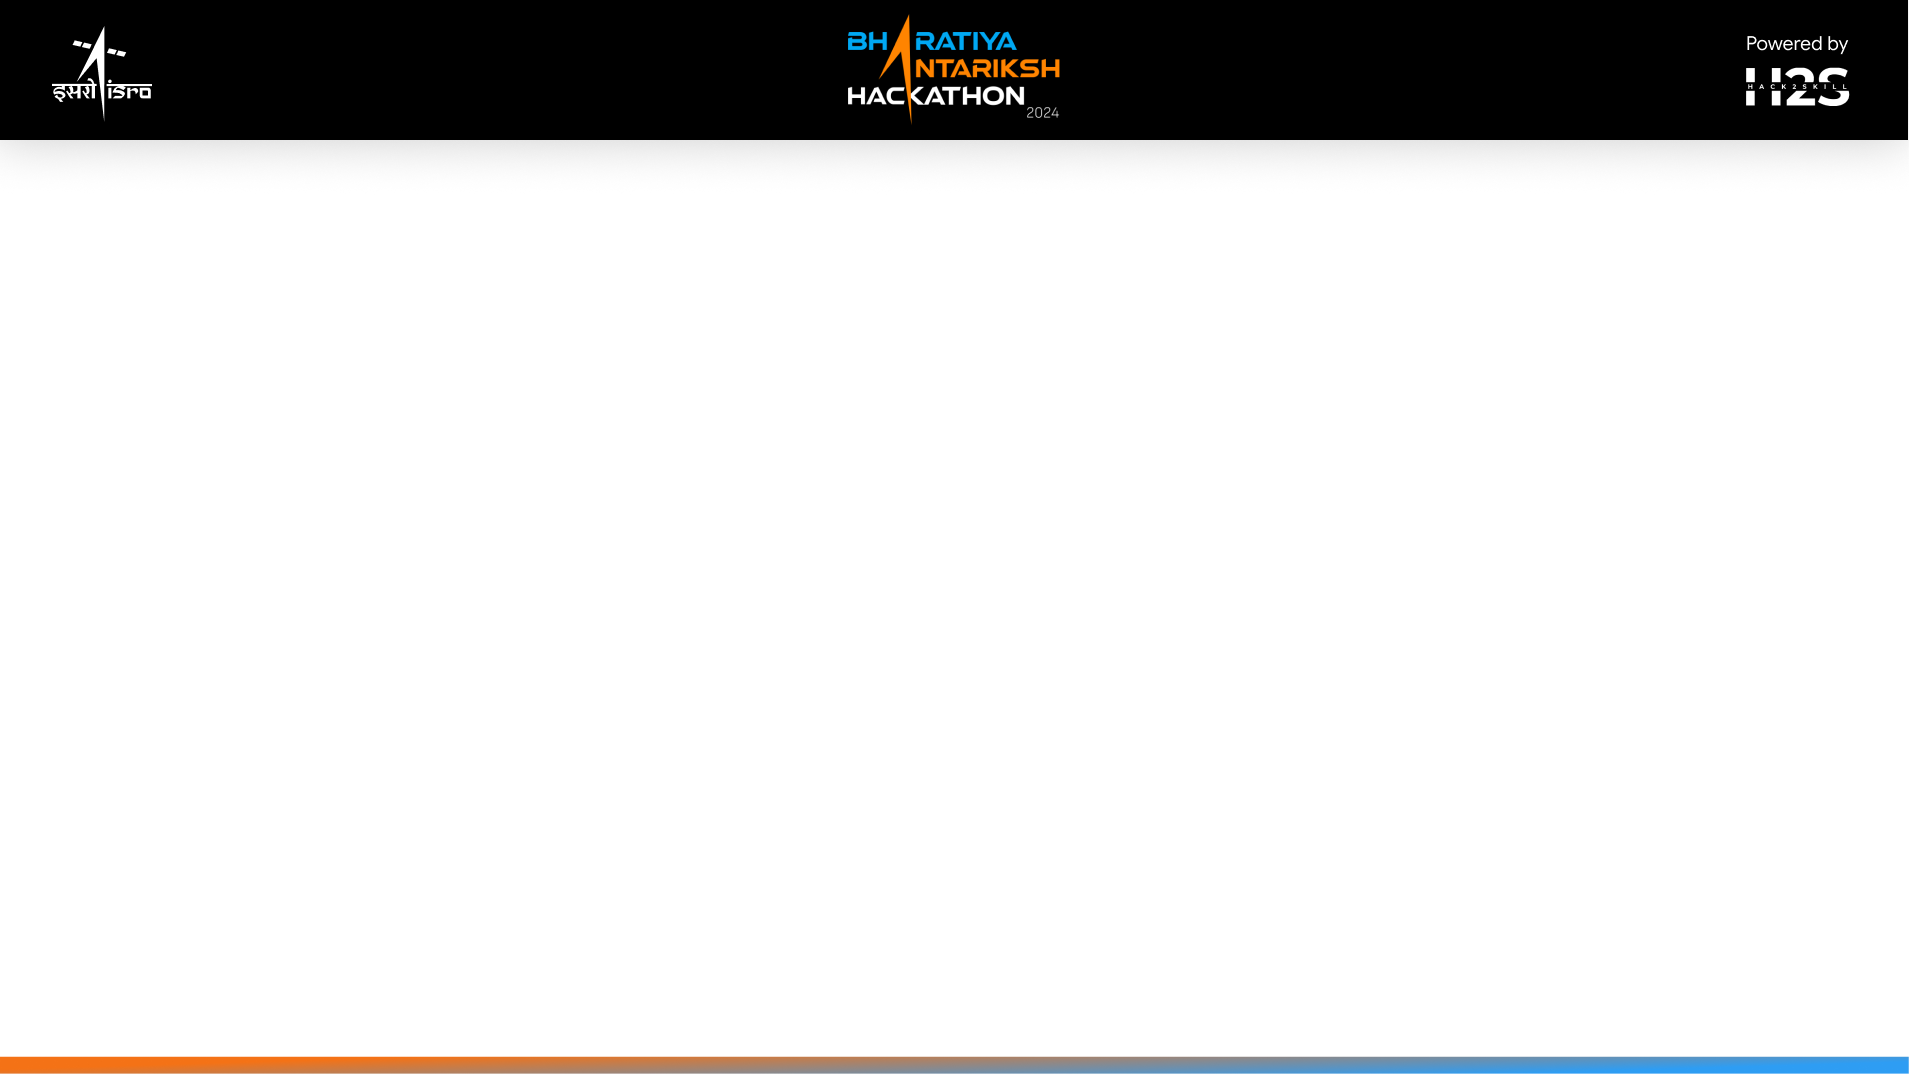 इसरो isro
BHARATIYA
ANTARIKSH
HACKATHON
2024
Powered by
H2S
HACK2SKILL